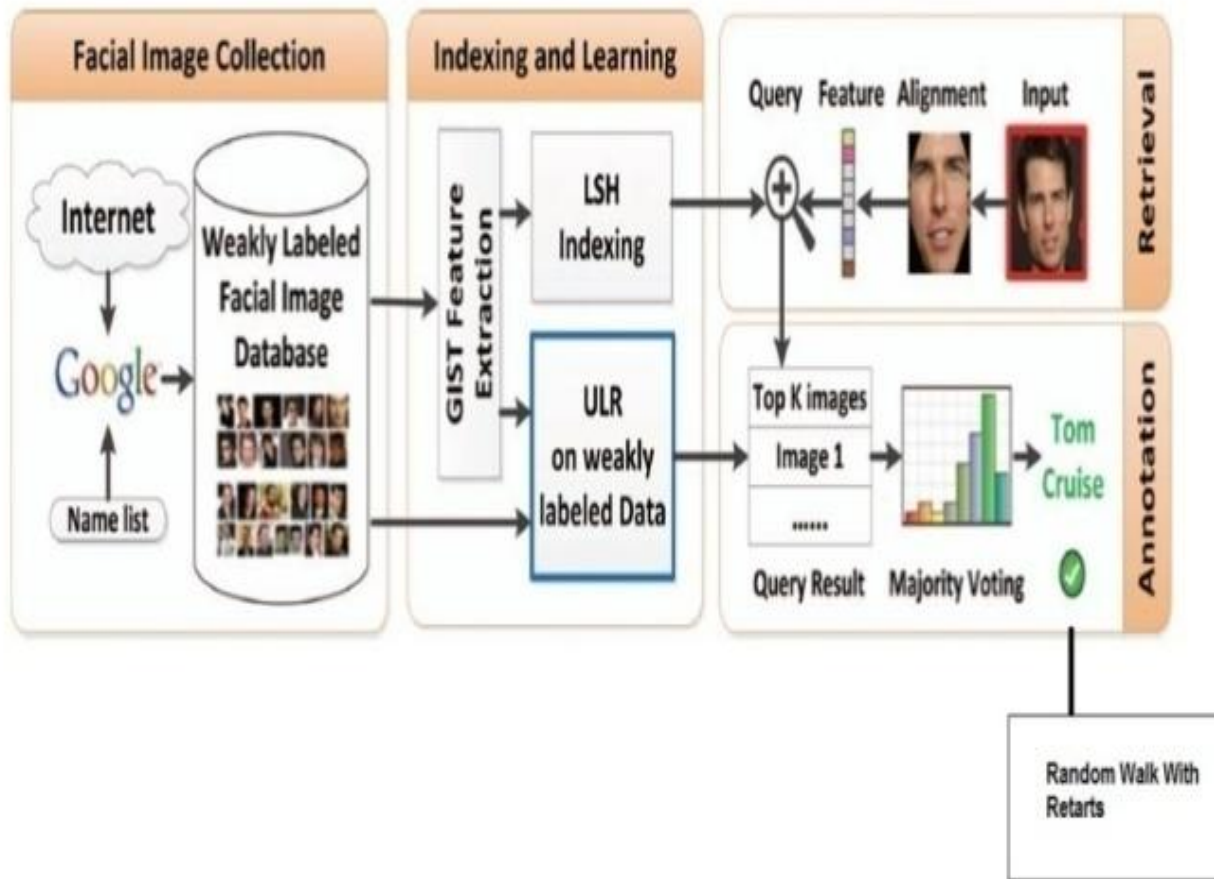 Facial Image Collection
Internet
Google
Name list
Weakly Labeled
Facial Image
Database
Indexing and Learning
GIST Feature
Extraction
LSH
Indexing
ULR
on weakly
labeled Data
Query Feature Alignment Input
Retrieval
Top K images
Image 1
......
Query Result
Majority Voting
Tom
Cruise
Annotation
Random Walk With
Retarts